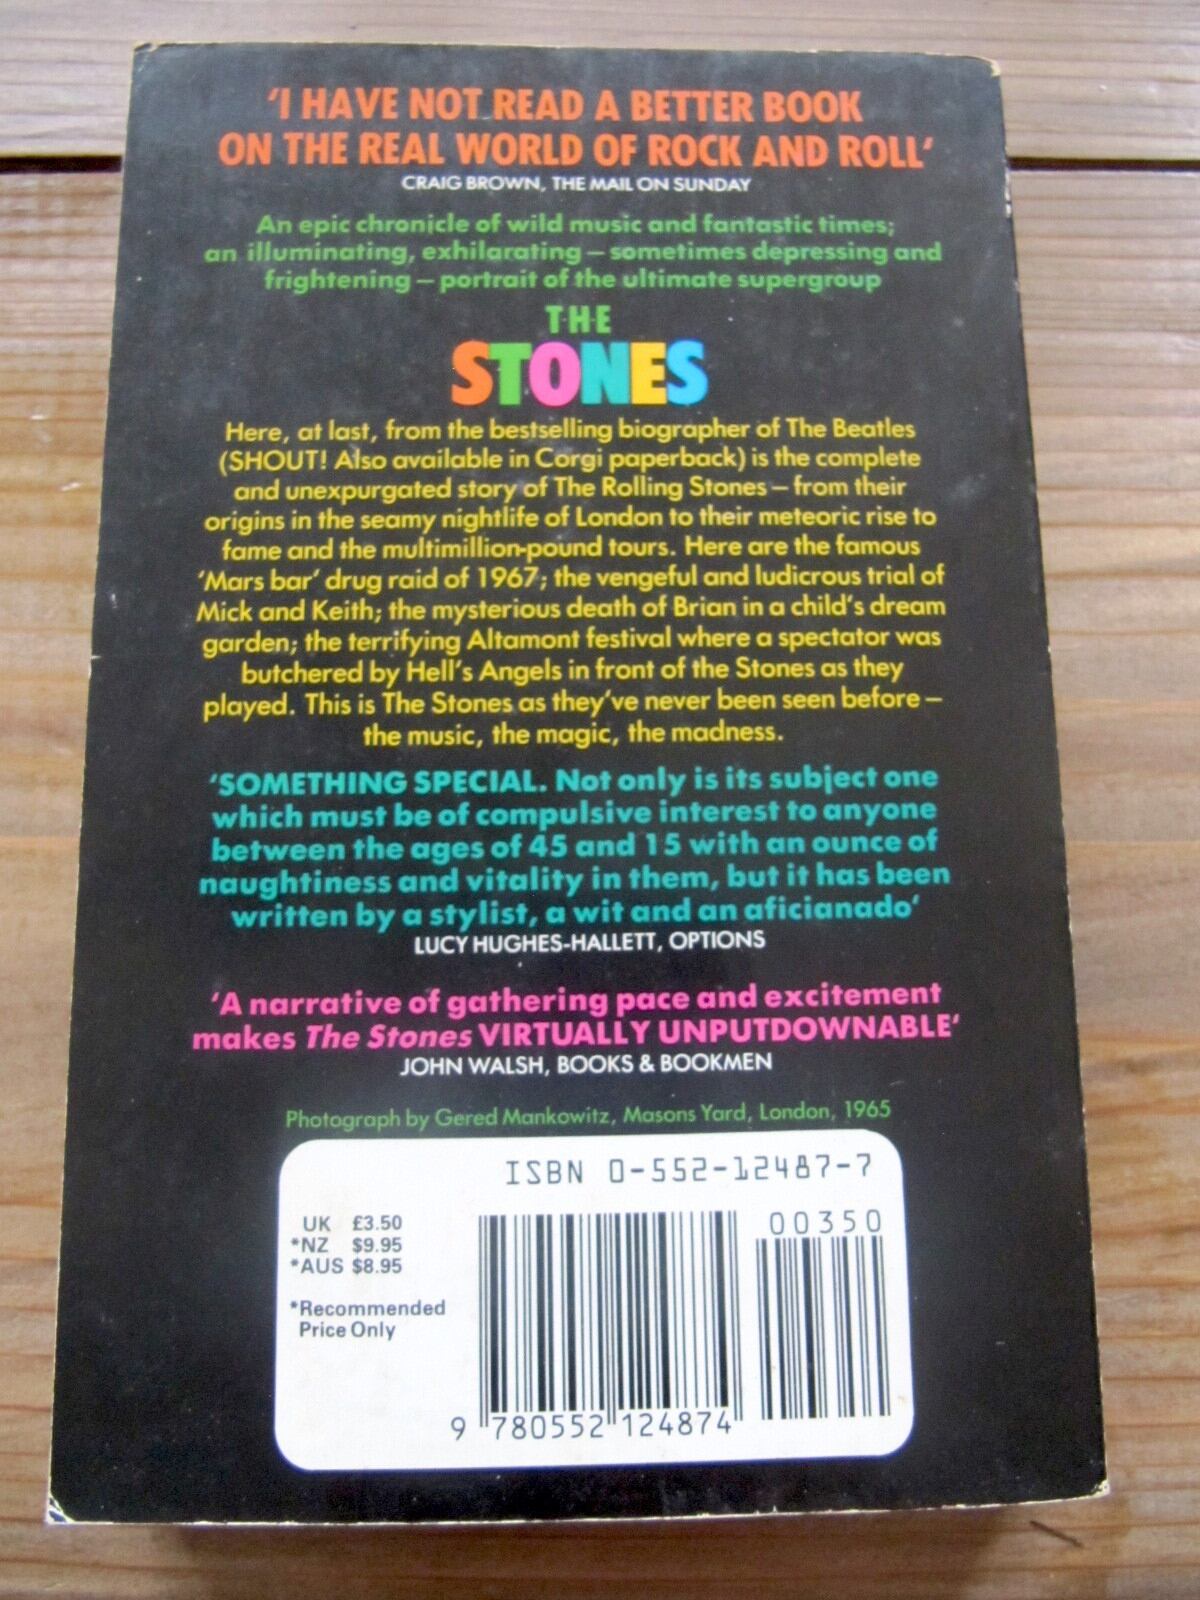 'I HAVE NOT READ A BETTER BOOK
ON THE REAL WORLD OF ROCK AND ROLL'
CRAIG BROWN, THE MAIL ON SUNDAY
An epic chronicle of wild music and fantastic times;
an illuminating, exhilarating – sometimes depressing and
frightening – portrait of the ultimate supergroup
THE
STONES
Here, at last, from the bestselling biographer of The Beatles
(SHOUT! Also available in Corgi paperback) is the complete
and unexpurgated story of The Rolling Stones – from their
origins in the seamy nightlife of London to their meteoric rise to
fame and the multimillion-pound tours. Here are the famous
'Mars bar' drug raid of 1967; the vengeful and ludicrous trial of
Mick and Keith; the mysterious death of Brian in a child's dream
garden; the terrifying Altamont festival where a spectator was
butchered by Hell's Angels in front of the Stones as they
played. This is The Stones as they've never been seen before –
the music, the magic, the madness.
'SOMETHING SPECIAL. Not only is its subject one
which must be of compulsive interest to anyone
between the ages of 45 and 15 with an ounce of
naughtiness and vitality in them, but it has been
written by a stylist, a wit and an aficianado'
LUCY HUGHES-HALLETT, OPTIONS
'A narrative of gathering pace and excitement
makes The Stones VIRTUALLY UNPUTDOWNABLE'
JOHN WALSH, BOOKS & BOOKMEN
Photograph by Gered Mankowitz, Masons Yard, London, 1965
ISBN 0-552-12487-7
UK £3.50
*NZ $9.95
*AUS $8.95
*Recommended
Price Only
00350
9 780552 124874